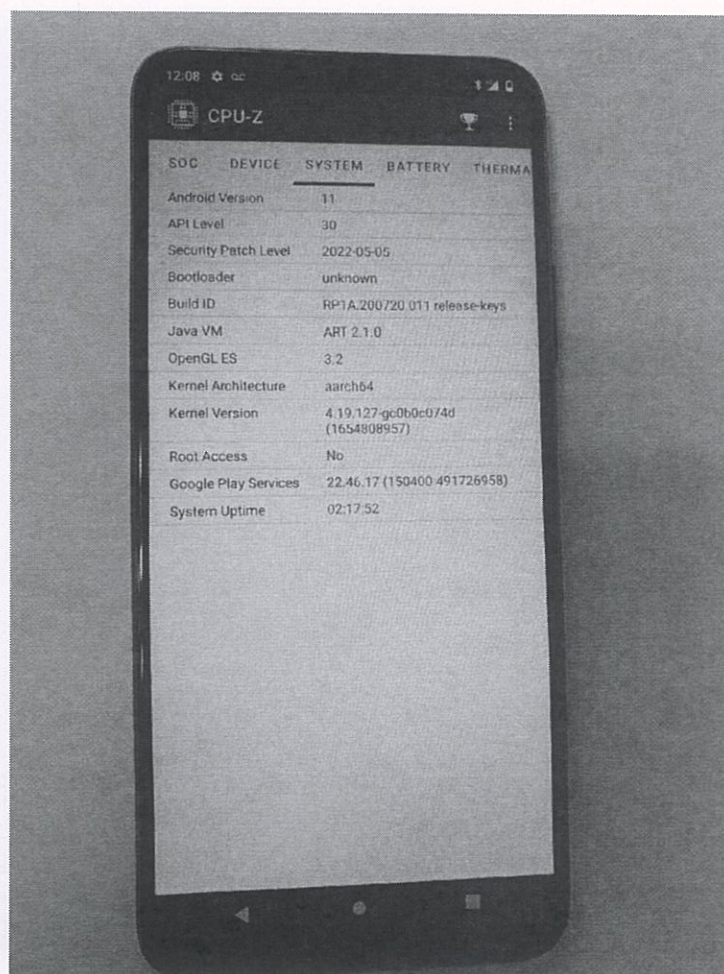 12:08
CPU-Z
SOC DEVICE SYSTEM BATTERY THERMA
Android Version 11
API Level 30
Security Patch Level 2022-05-05
Bootloader unknown
Build ID RP1A.200720.011 release-keys
Java VM ART 2.1.0
OpenGL ES 3.2
Kernel Architecture aarch64
Kernel Version 4.19.127-gc0b0c074d
(1654808957)
Root Access No
Google Play Services 22.46.17 (150400-491726958)
System Uptime 02:17:52